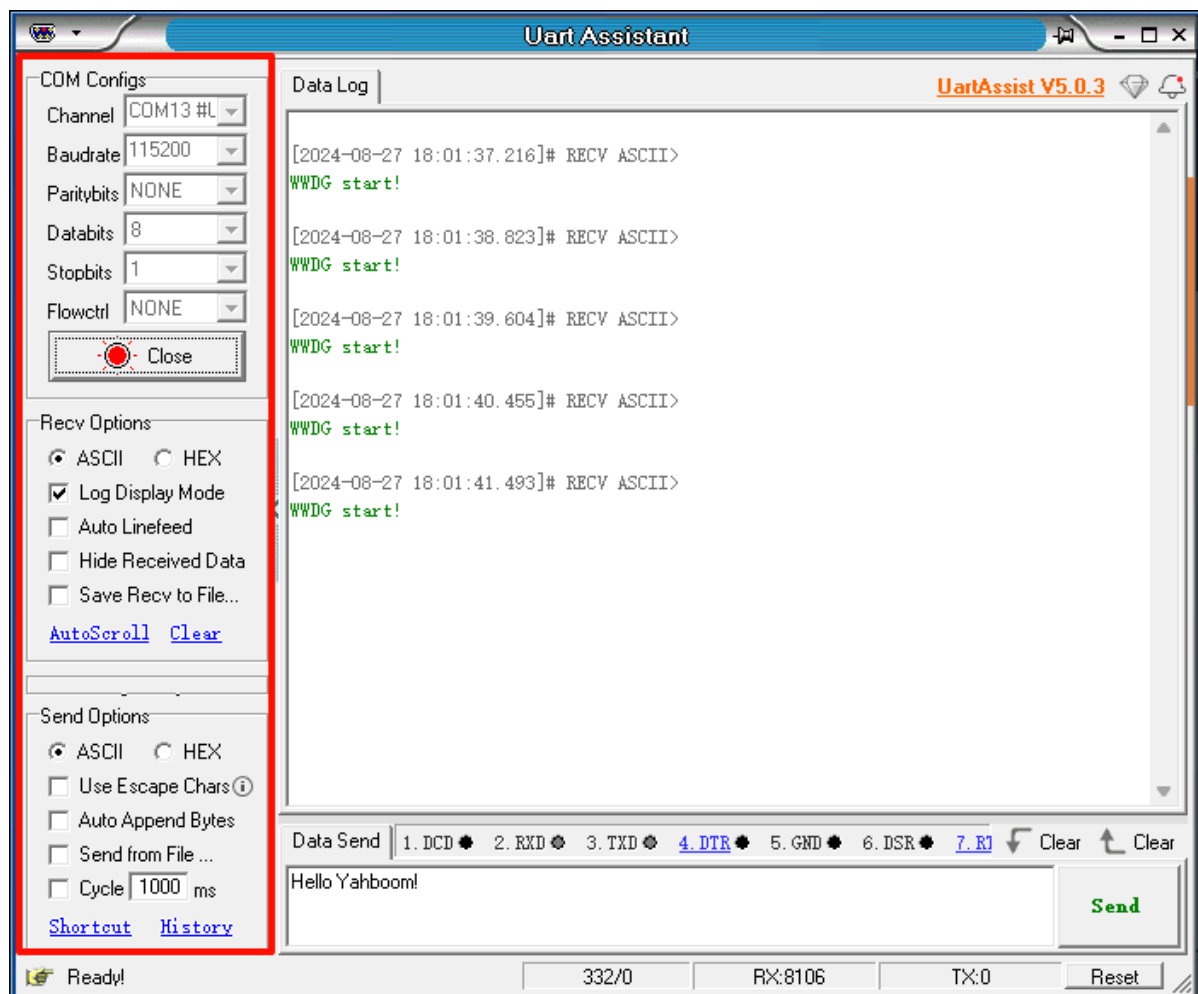 Uart Assistant
COM Configs
Channel COM13 #U
Baudrate 115200
Paritybits NONE
Databits 8
Stopbits 1
Flowctrl NONE
Close
Recv Options
ASCII HEX
Log Display Mode
Auto Linefeed
Hide Received Data
Save Recv to File...
AutoScroll Clear
Send Options
ASCII HEX
Use Escape Chars
Auto Append Bytes
Send from File ...
Cycle 1000 ms
Shortcut History
Data Log
UartAssist V5.0.3
[2024-08-27 18:01:37.216]# RECV ASCII>
WWDG start!
[2024-08-27 18:01:38.823]# RECV ASCII>
WWDG start!
[2024-08-27 18:01:39.604]# RECV ASCII>
WWDG start!
[2024-08-27 18:01:40.455]# RECV ASCII>
WWDG start!
[2024-08-27 18:01:41.493]# RECV ASCII>
WWDG start!
Data Send 1. DCD 2. RXD 3. TXD 4. DTR 5. GND 6. DSR 7. Clear Clear
Hello Yahboom!
Send
Ready! 332/0 RX:8106 TX:0 Reset